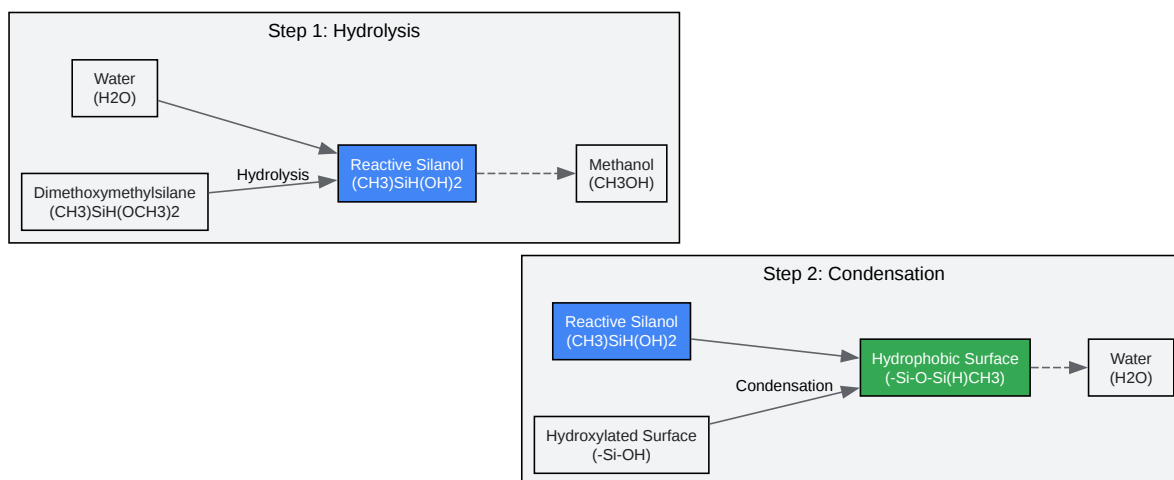 Step 1: Hydrolysis
Water
(H2O)
Dimethoxymethylsilane
(CH3)SiH(OCH3)2
Hydrolysis
Reactive Silanol
(CH3)SiH(OH)2
Methanol
(CH3OH)
Step 2: Condensation
Reactive Silanol
(CH3)SiH(OH)2
Hydroxylated Surface
(-Si-OH)
Condensation
Hydrophobic Surface
(-Si-O-Si(H)CH3)
Water
(H2O)